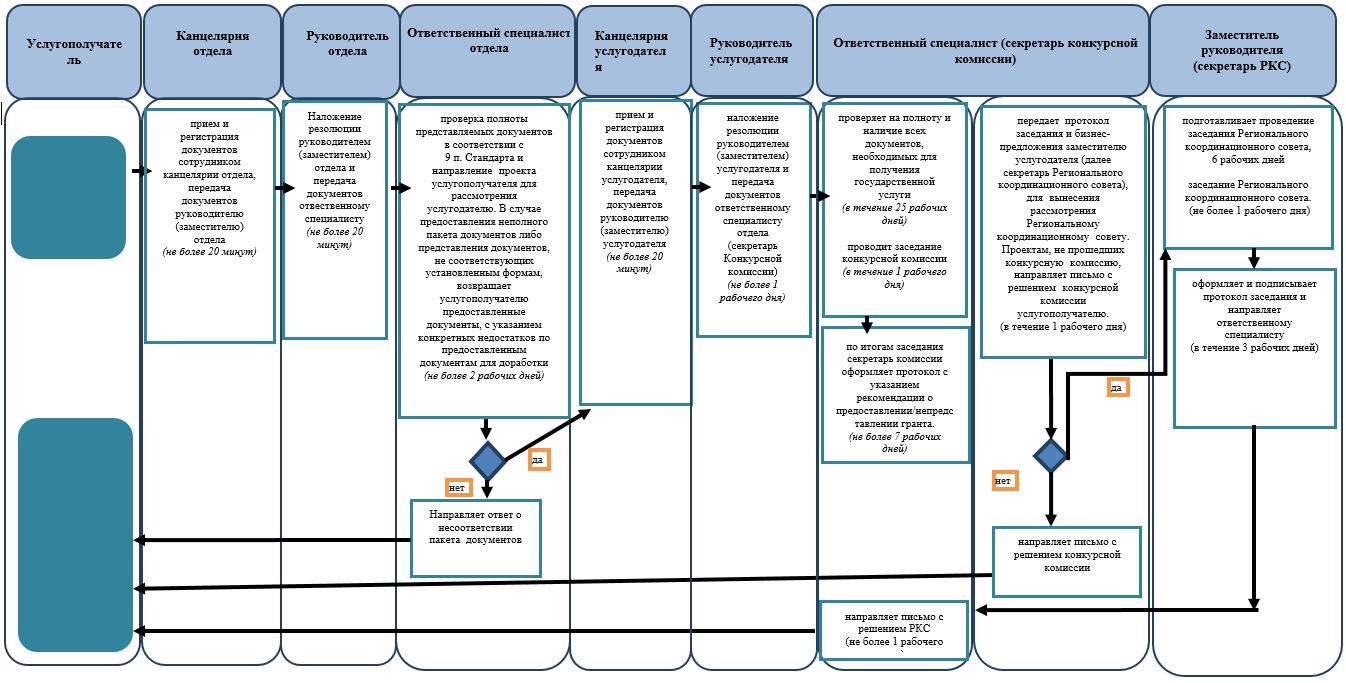 Услугополучате
ль
Канцелярия
отдела
Руководитель
отдела
Ответственный специалист
отдела
Канцелярия
услугодател
я
Руководитель
услугодателя
Ответственный специалист (секретарь конкурсной
комиссии)
Заместитель
руководителя
(секретарь РКС)
прием и
регистрация
документов
сотрудником
канцелярии отдела,
передача
документов
руководителю
(заместителю)
отдела
(не более 20 минут)
Наложение
резолюции
руководителем
(заместителем)
отдела и
передача
документов
отвественному
специалисту
(не более 20
минут)
проверка полноты
представляемых документов
в соответствии с
9 п. Стандарта и
направление проекта
услугополучателя для
рассмотрения
услугодателю. В случае
предоставления неполного
пакета документов либо
представления документов,
не соответствующих
установленным формам,
возвращает
услугополучателю
предоставленные
документы, с указанием
конкретных недостатков по
предоставленным
документам для доработки
(не более 2 рабочих дней)
да
нет
Направляет ответ о
несоответствии
пакета документов
прием и
регистрация
документов
сотрудником
канцелярии
услугодателя,
передача
документов
руководителю
(заместителю)
услугодателя
(не более 20
минут)
наложение
резолюции
руководителем
(заместителем)
услугодателя и
передача
документов
ответственному
специалисту
отдела
(секретарь
Конкурсной
комиссии)
(не более 1
рабочего дня)
проверяет на полноту и
наличие всех
документов,
необходимых для
получения
государственной
услуги
(в течение 25 рабочих
дней)
проводит заседание
конкурсной комиссии
(в течение 1 рабочего
дня)
по итогам заседания
секретарь комиссии
оформляет протокол с
указанием
рекомендации о
предоставлении/непредс
тавлении гранта.
(не более 7 рабочих
дней)
направляет письмо с
решением РКС
(не более 1 рабочего
передает протокол
заседания и бизнес-
предложения заместителю
услугодателя (далее
секретарь Регионального
координационного совета),
для вынесения
рассмотрения
Региональному
координационному совету.
Проектам, не прошедших
конкурсную комиссию,
направляет письмо с
решением конкурсной
комиссии
услугополучателю.
(в течение 1 рабочего дня)
да
нет
направляет письмо с
решением конкурсной
комиссии
подготавливает проведение
заседания Регионального
координационного совета,
6 рабочих дней
заседание Регионального
координационного совета.
(не более 1 рабочего дня)
оформляет и подписывает
протокол заседания и
направляет
ответственному
специалисту
(в течение 3 рабочих дней)